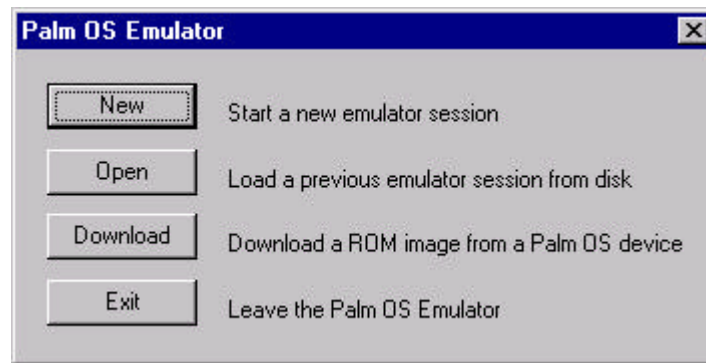 Palm OS Emulator
New Start a new emulator session
Open Load a previous emulator session from disk
Download Download a ROM image from a Palm OS device
Exit Leave the Palm OS Emulator